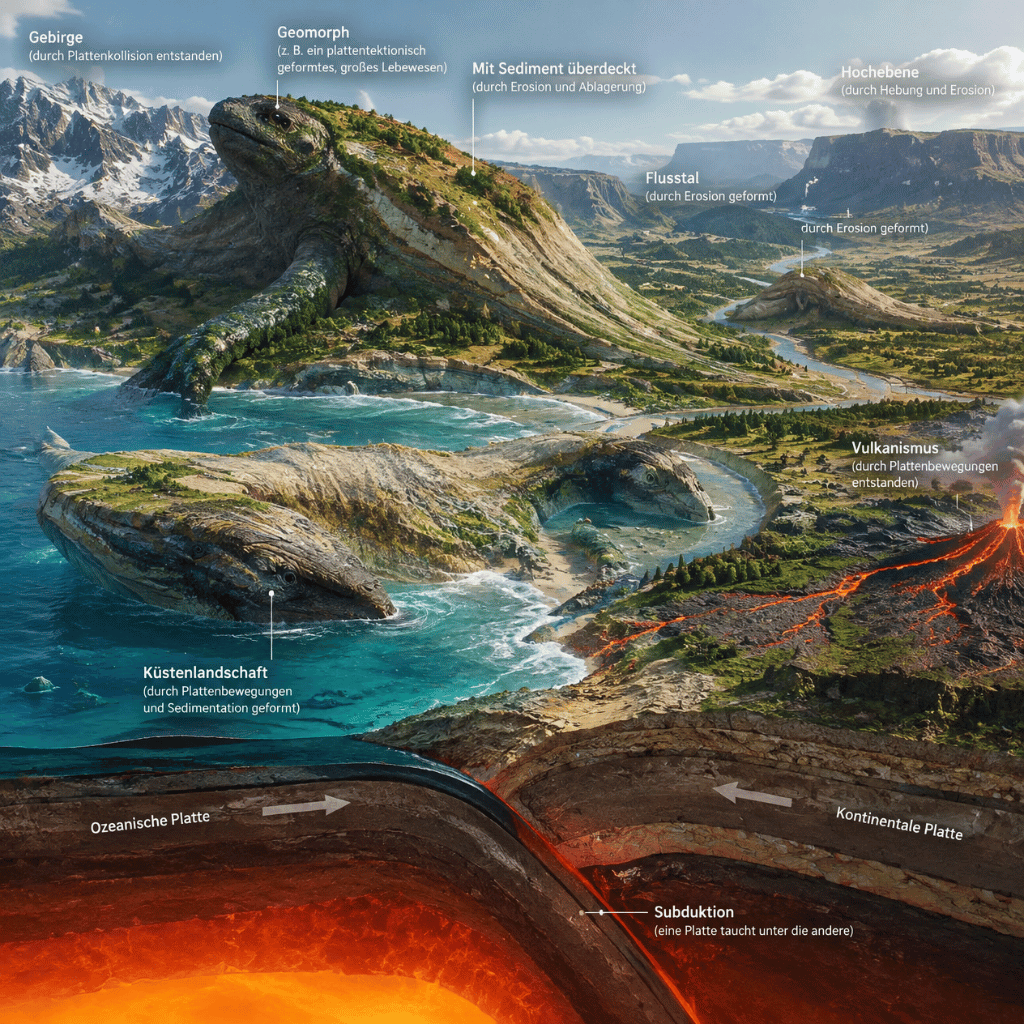 Gebirge
(durch Plattenkollision entstanden)
Geomorph
(z. B. ein plattentektonisch
geformtes, großes Lebewesen)
Mit Sediment überdeckt
(durch Erosion und Ablagerung)
Hochebene
(durch Hebung und Erosion)
Flusstal
(durch Erosion geformt)
durch Erosion geformt)
Vulkanismus
(durch Plattenbewegungen
entstanden)
Küstenlandschaft
(durch Plattenbewegungen
und Sedimentation geformt)
Ozeanische Platte
Kontinentale Platte
Subduktion
(eine Platte taucht unter die andere)